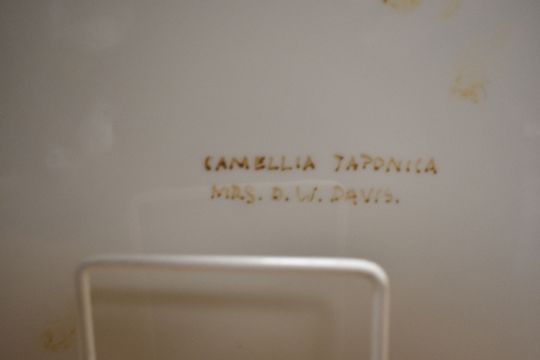 CAMELLIA JAPONICA
MRS. D. W. DAVIS.